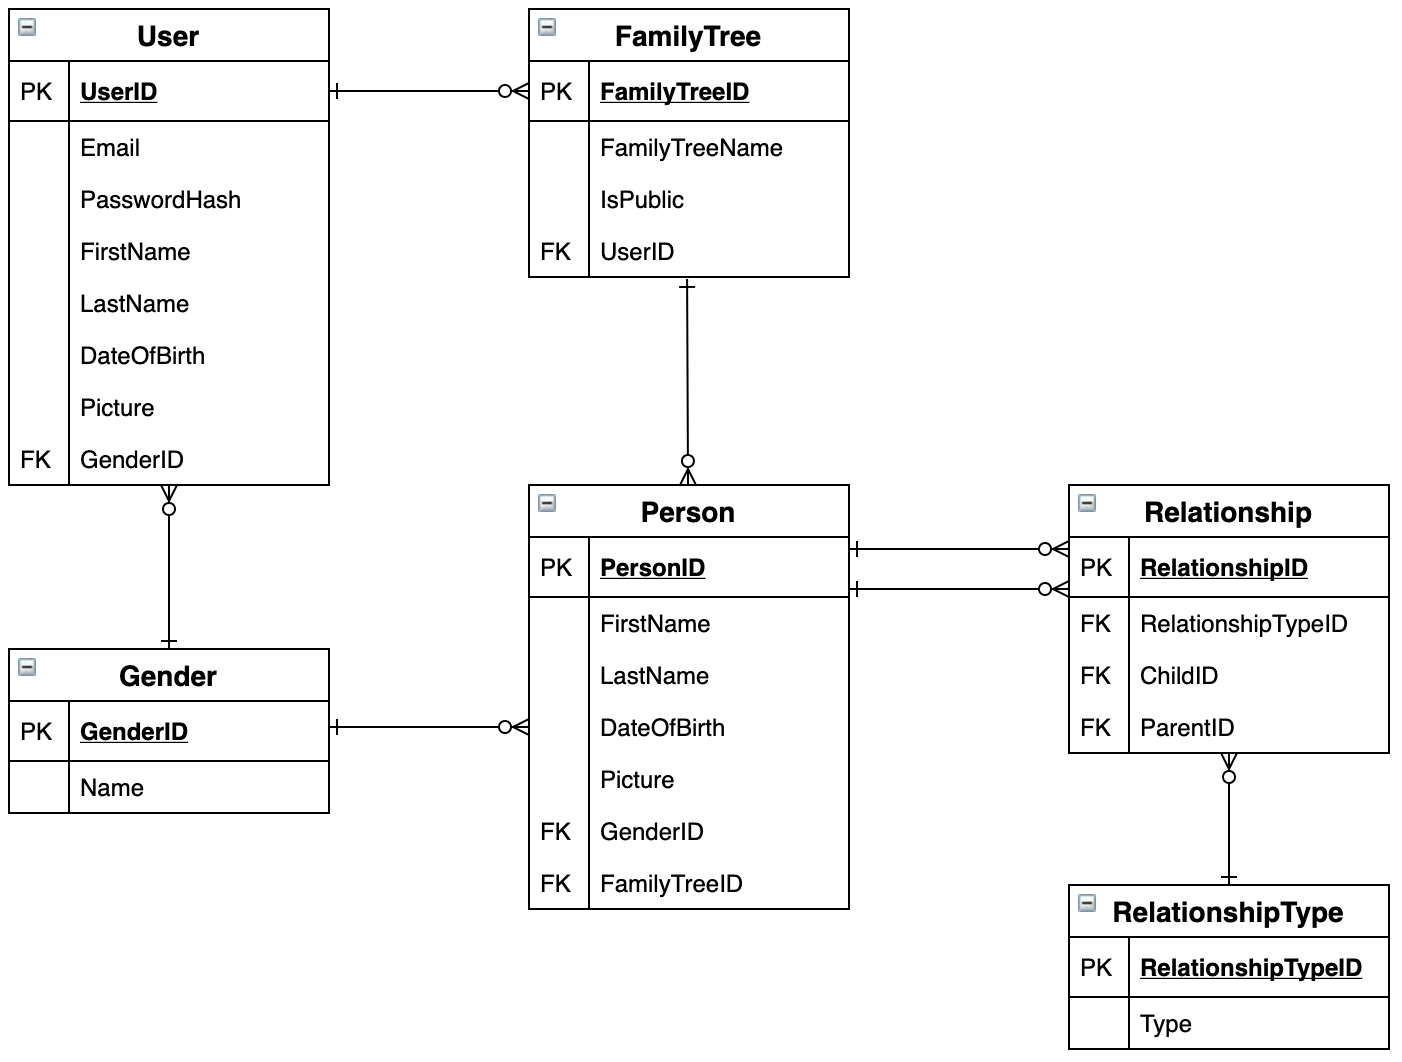 User
PK UserID
Email
PasswordHash
FirstName
LastName
DateOfBirth
Picture
FK GenderID
FamilyTree
PK FamilyTreeID
FamilyTreeName
IsPublic
FK UserID
Gender
PK GenderID
Name
Person
PK PersonID
FirstName
LastName
DateOfBirth
Picture
FK GenderID
FK FamilyTreeID
Relationship
PK RelationshipID
FK RelationshipTypeID
FK ChildID
FK ParentID
RelationshipType
PK RelationshipTypeID
Type